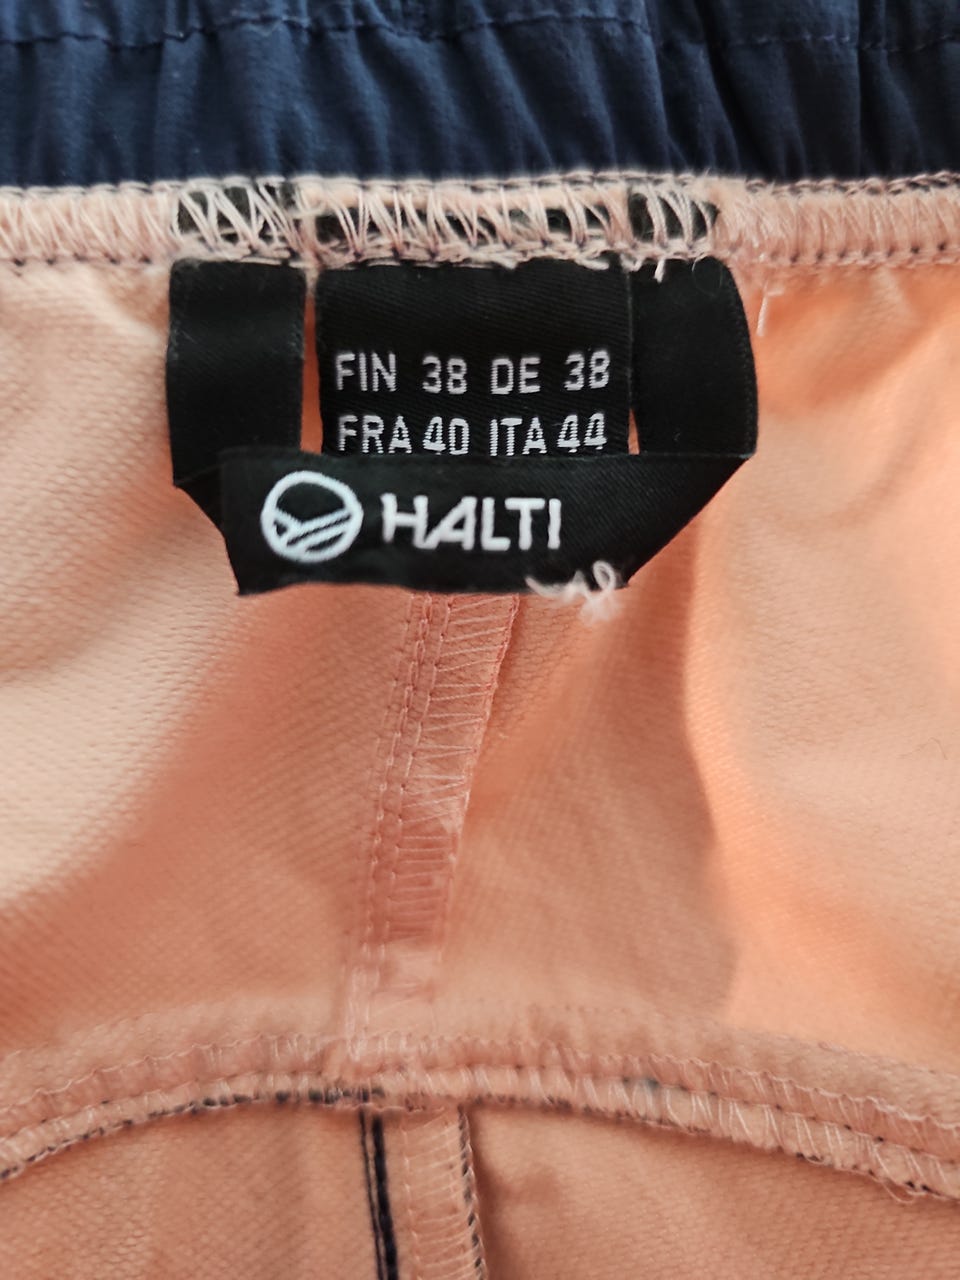 FIN 38 DE 38
FRA 40 ITA 44
HALTI